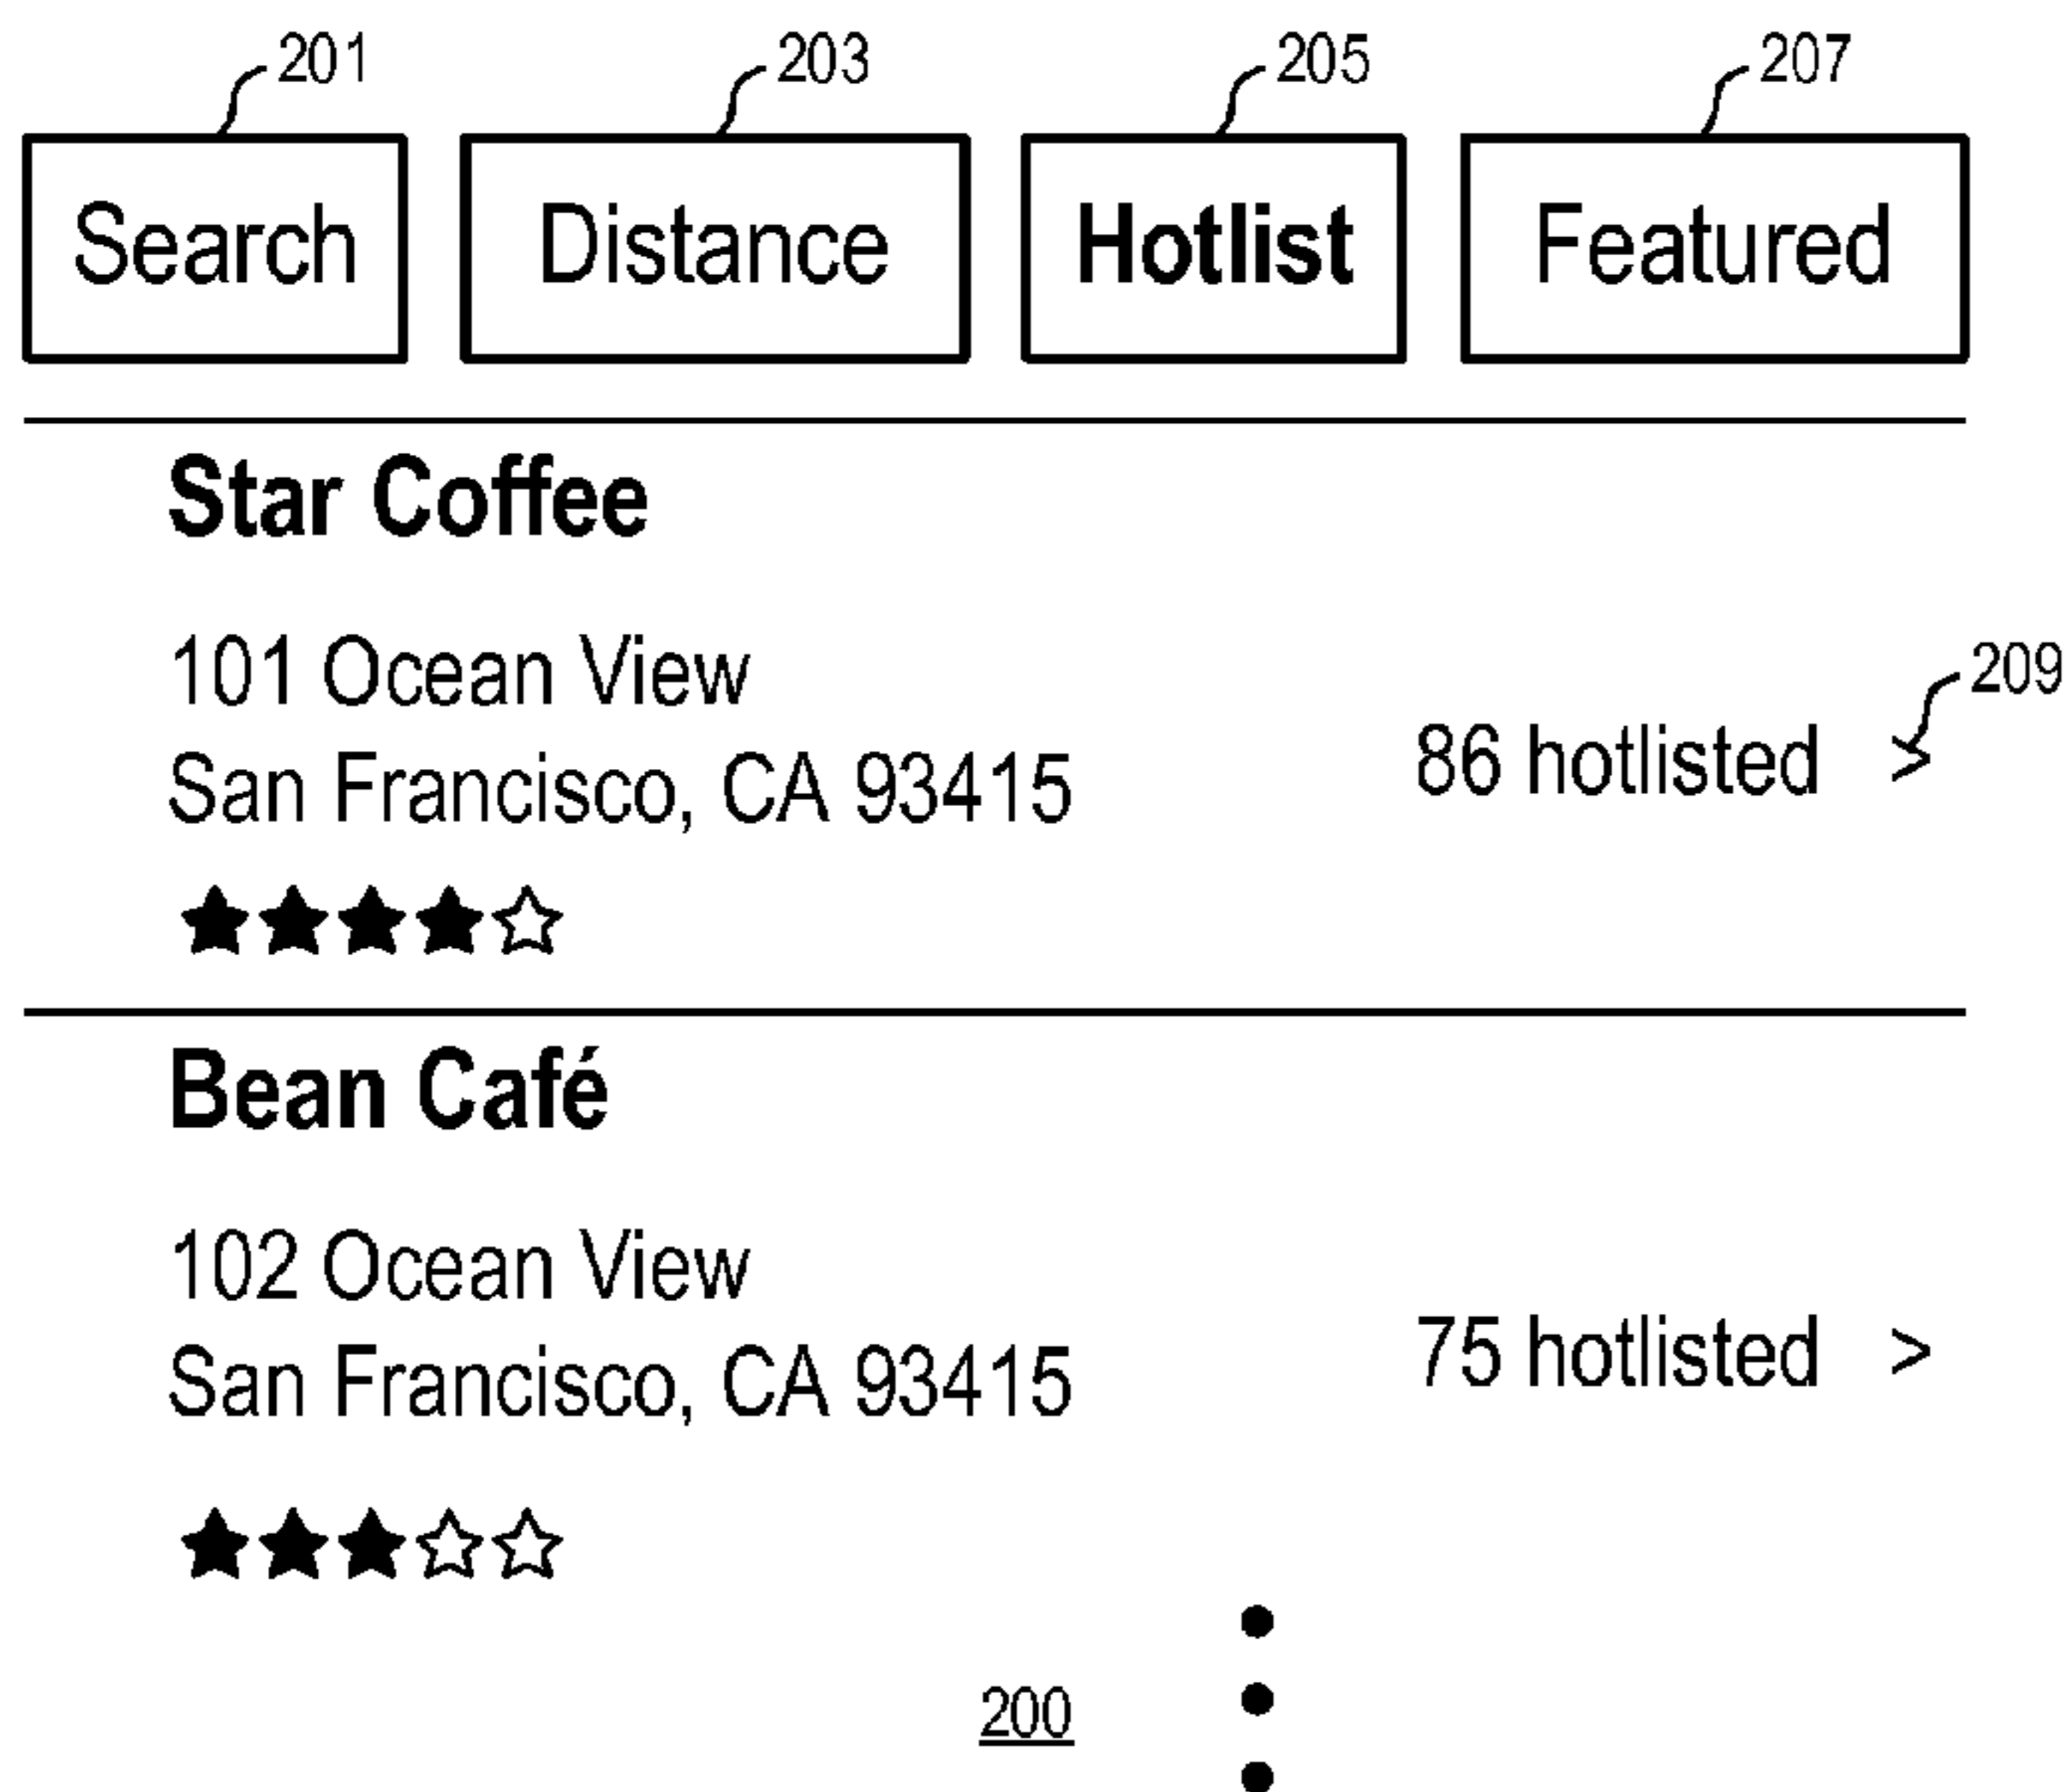 201 203 205 207
Search Distance Hotlist Featured
Star Coffee
101 Ocean View
209
San Francisco, CA 93415
86 hotlisted >
Bean Café
102 Ocean View
San Francisco, CA 93415
75 hotlisted >
200